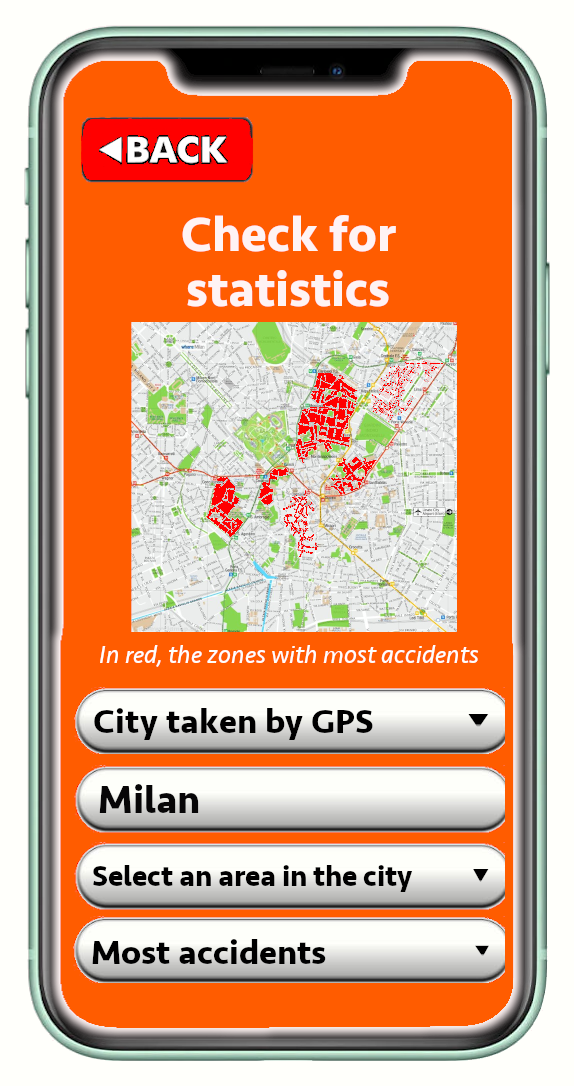 ◀BACK
Check for
statistics
In red, the zones with most accidents
City taken by GPS ▼
Milan
Select an area in the city ▼
Most accidents ▼